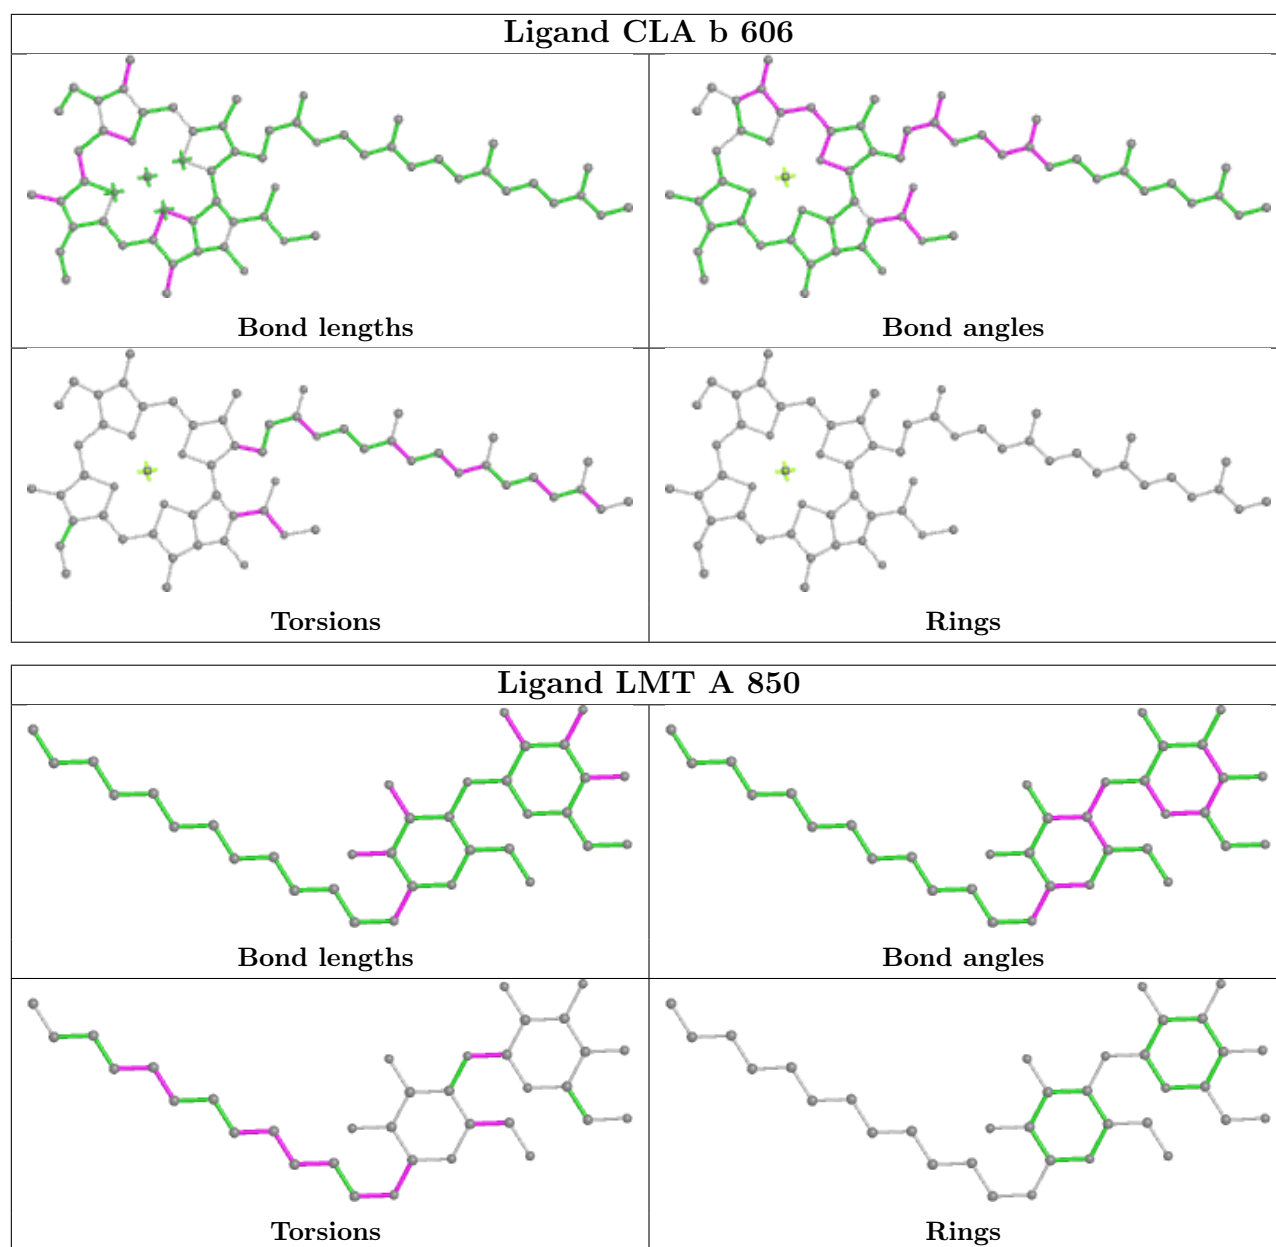 Ligand CLA b 606
Bond lengths
Bond angles
Torsions
Rings
Ligand LMT A 850
Bond lengths
Bond angles
Torsions
Rings